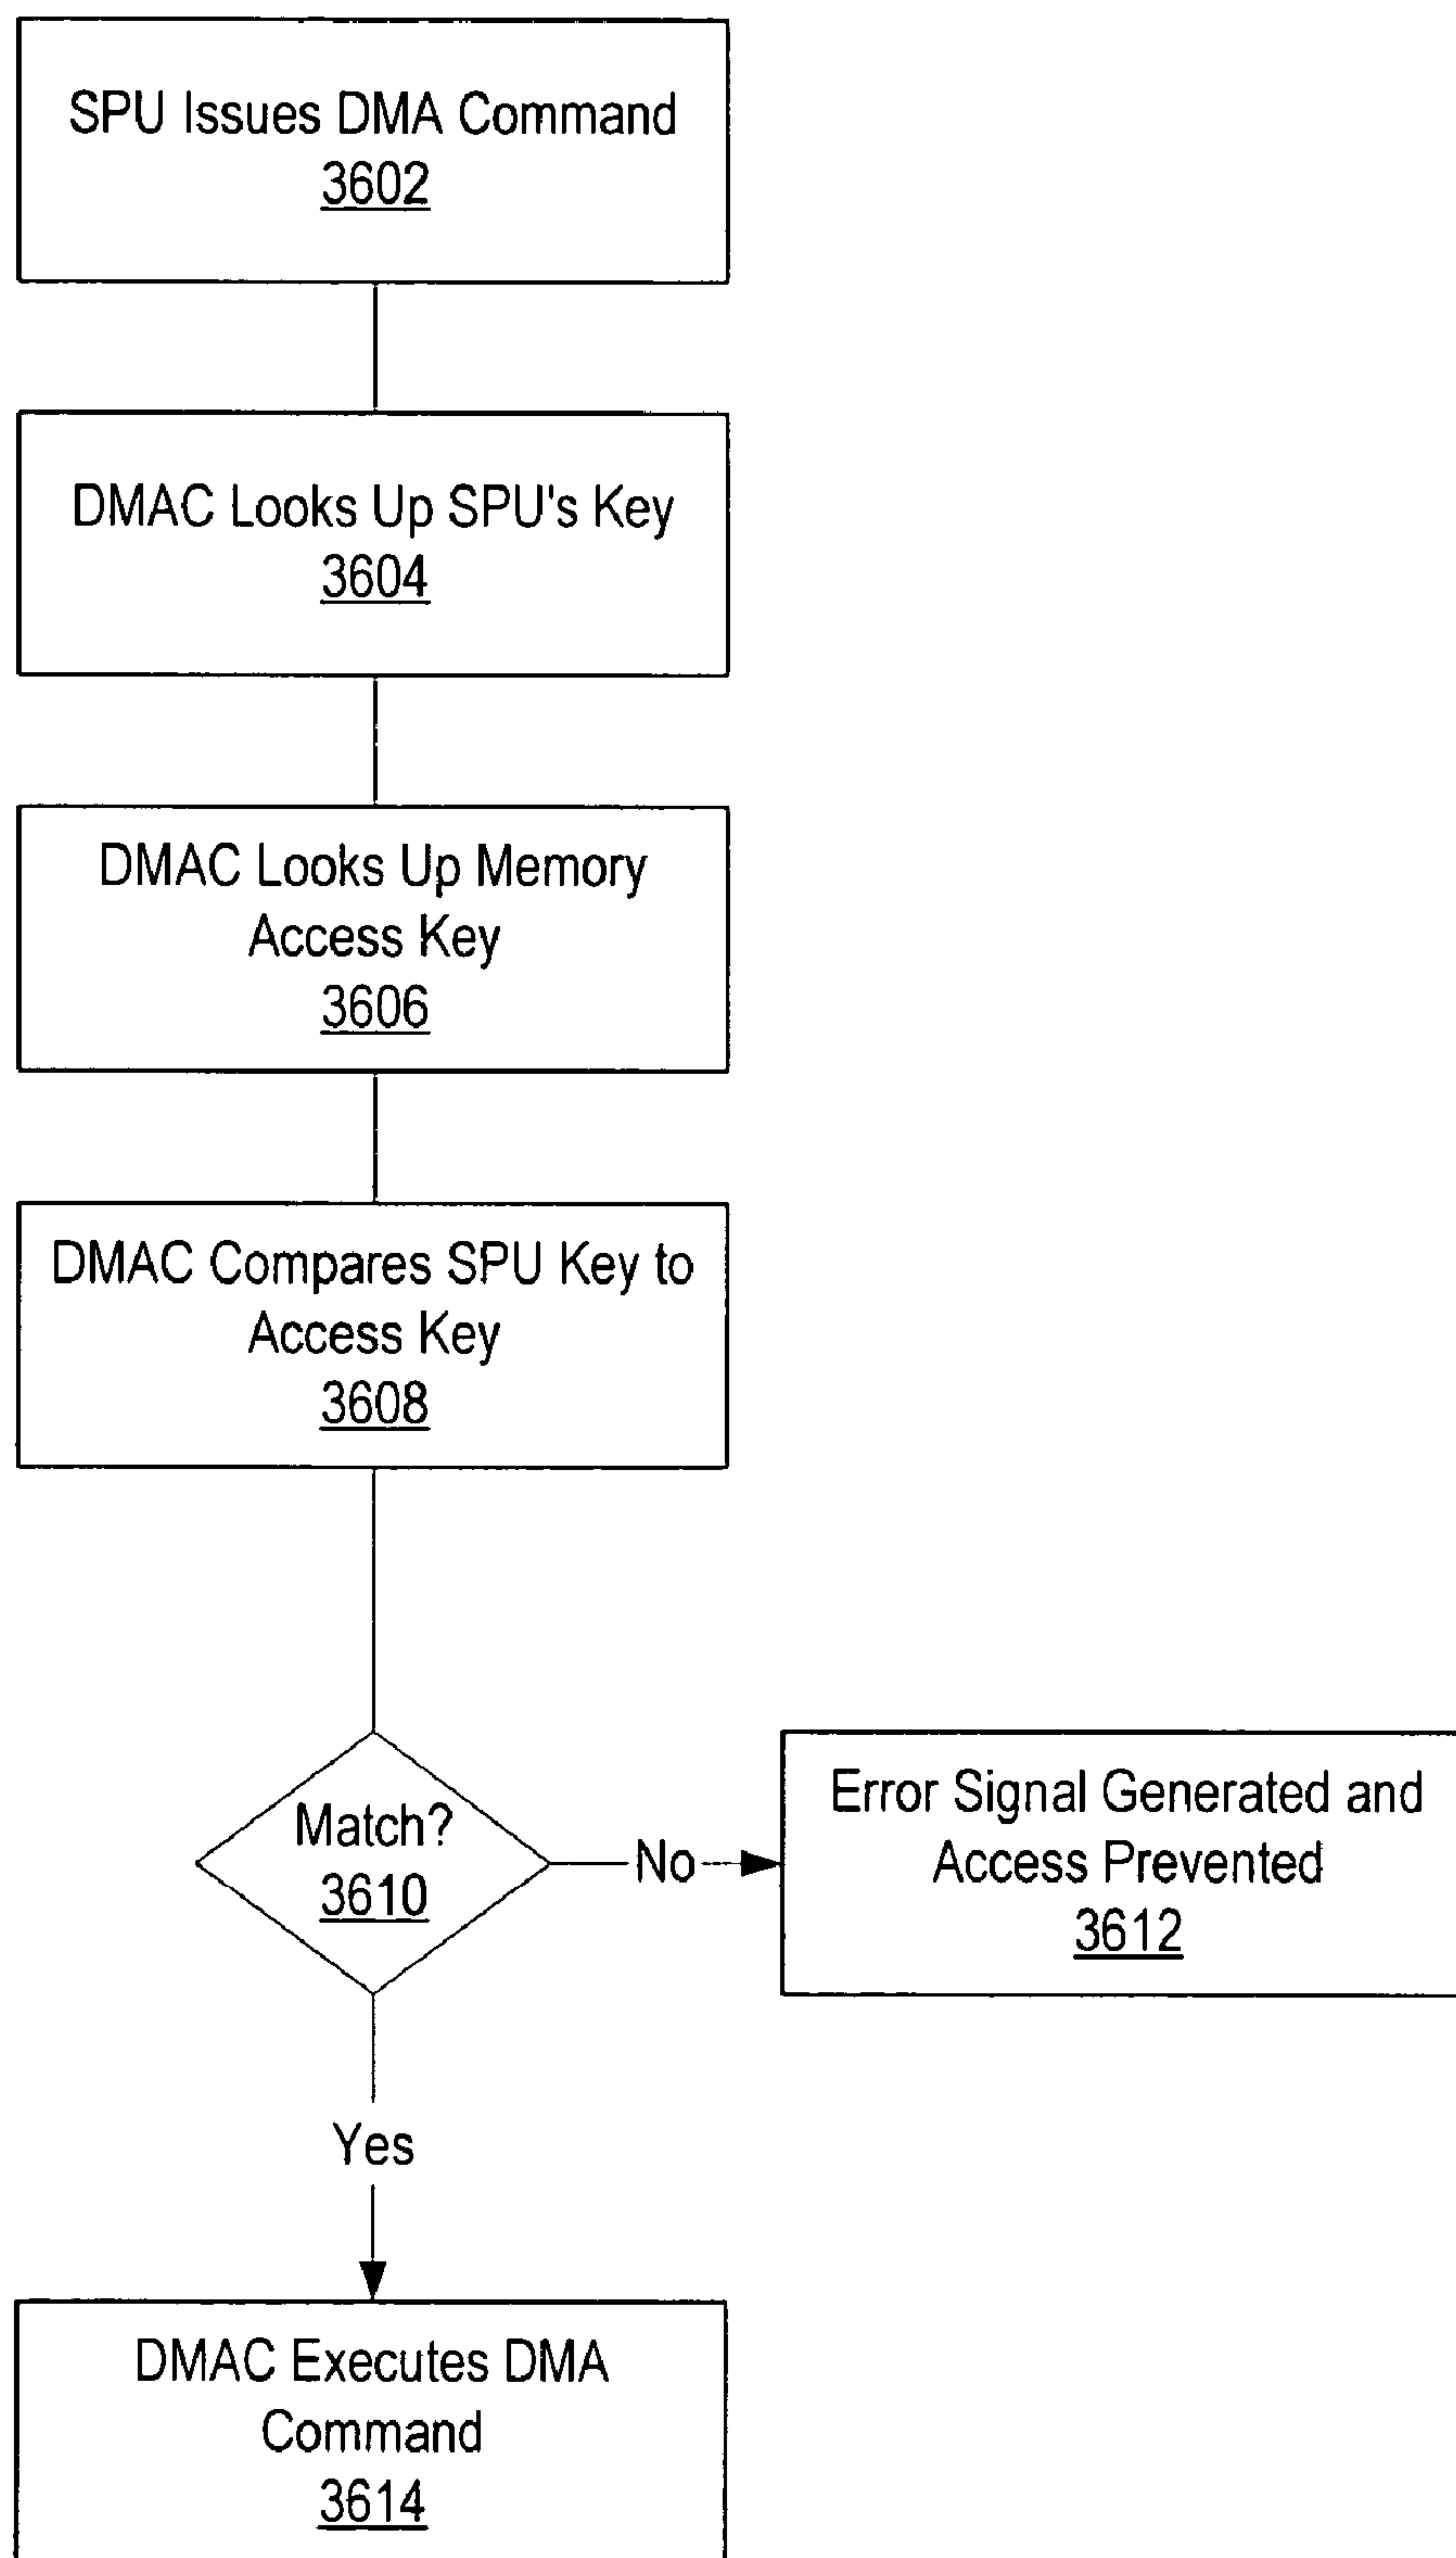 SPU Issues DMA Command
3602
DMAC Looks Up SPU's Key
3604
DMAC Looks Up Memory
Access Key
3606
DMAC Compares SPU Key to
Access Key
3608
Match?
3610
No
Error Signal Generated and
Access Prevented
3612
Yes
DMAC Executes DMA
Command
3614